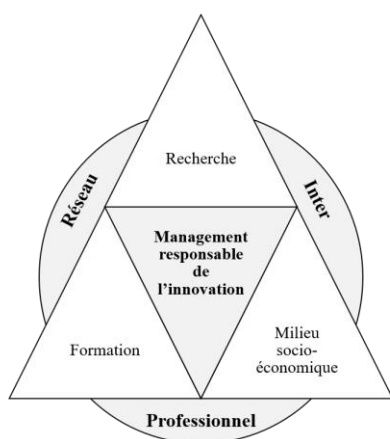 Recherche
Réseau
Inter
Management
responsable
de
l'innovation
Formation
Milieu
socio-
économique
Professionnel